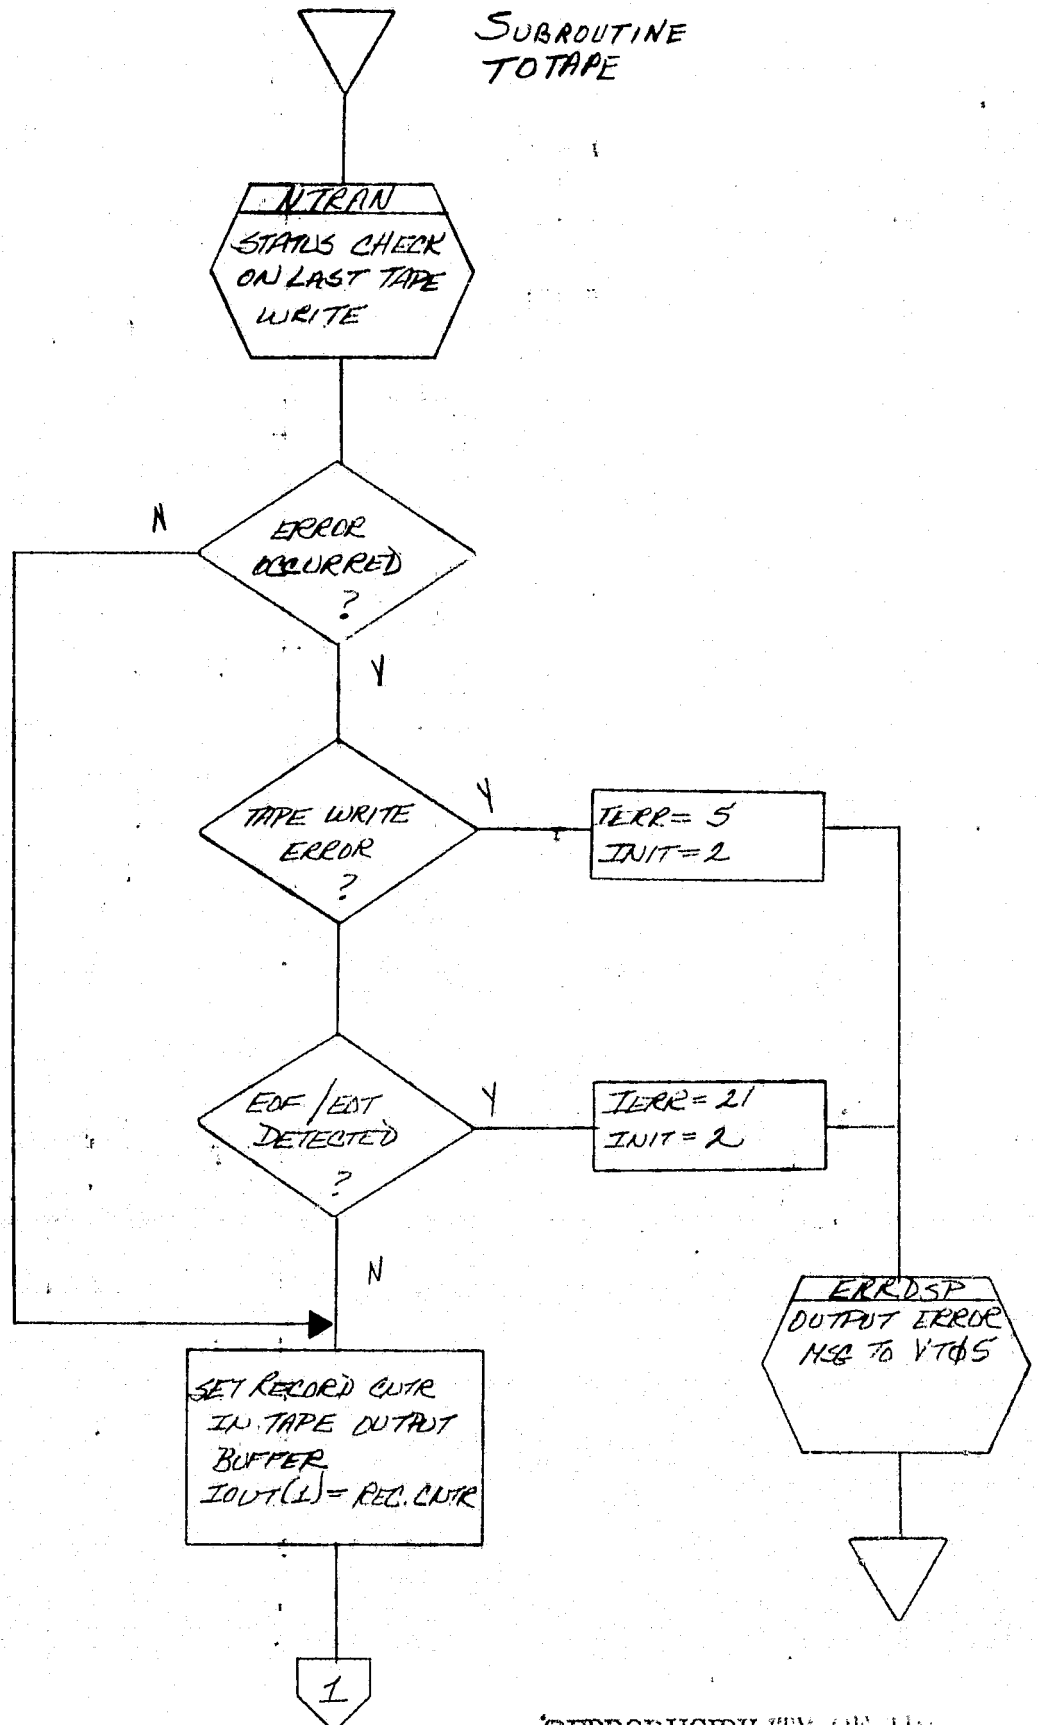 SUBROUTINE
TOTAPE
NTRAN
STATUS CHECK
ON LAST TAPE
WRITE
N
ERROR
OCCURRED
?
Y
TAPE WRITE
ERROR
?
Y
IERR= 5
INIT=2
EOF/EOT
DETECTED
?
Y
IERR=21
INIT=2
N
ERRDSP
OUTPUT ERROR
MSG TO VTØ5
SET RECORD CNTR
IN TAPE OUTPUT
BUFFER
IOUT(1)= REC. CNTR
1